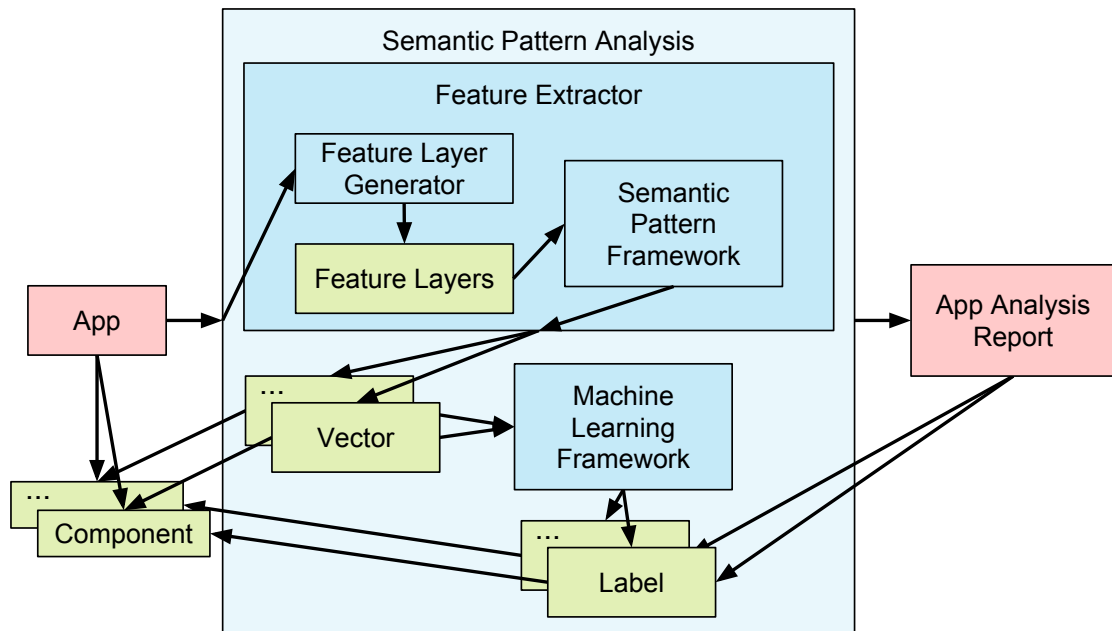 Semantic Pattern Analysis
Feature Extractor
Feature Layer
Generator
Semantic
Pattern
Framework
Feature Layers
App
App Analysis
Report
...
Vector
Machine
Learning
Framework
...
Component
...
Label